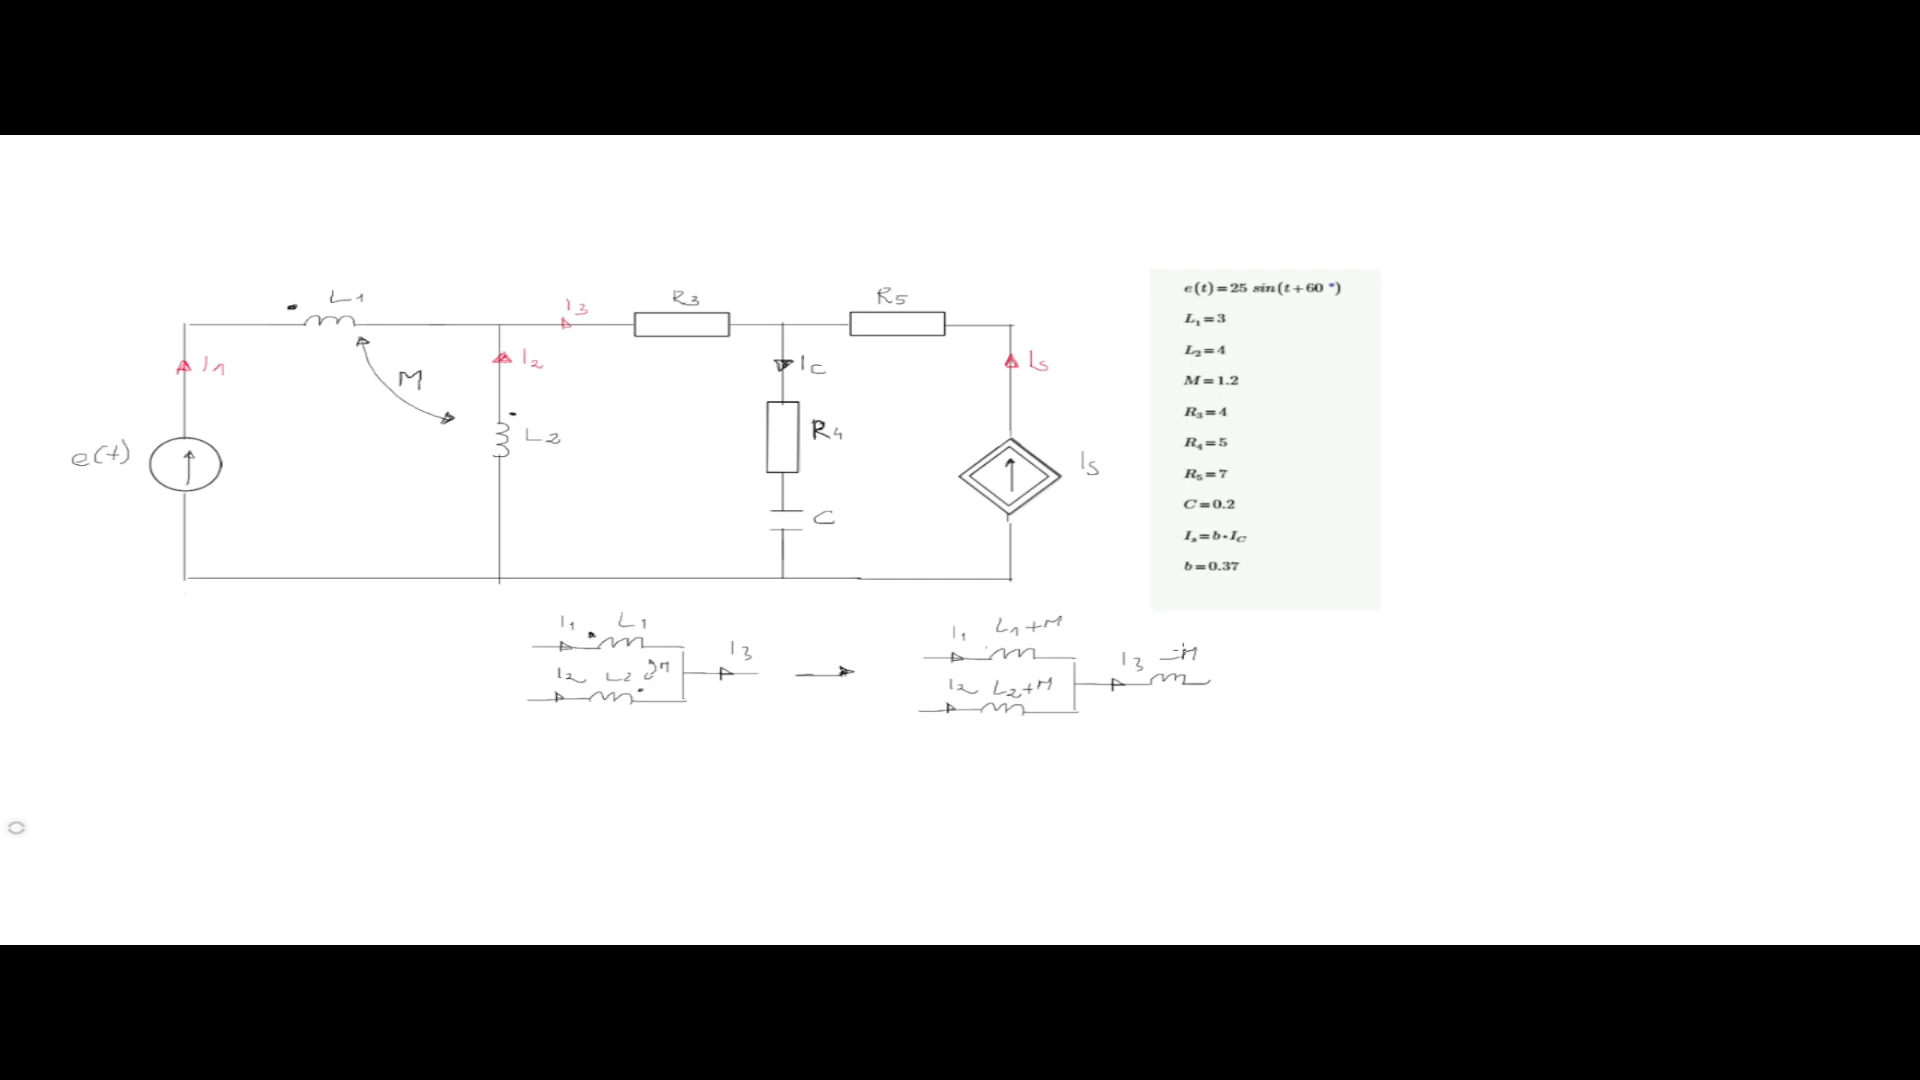 L1
I3
R3
R5
I1
M
I2
IC
Is
e(t)
L2
R4
Is
C
e(t)=25 sin(t+60 °)
L₁=3
L₂=4
M=1.2
R₃=4
R₄=5
R₅=7
C=0.2
Iₛ=b·I_C
b=0.37
I1 L1
I3
I2 L2 M
I1 L1+M
I3 -M
I2 L2+M